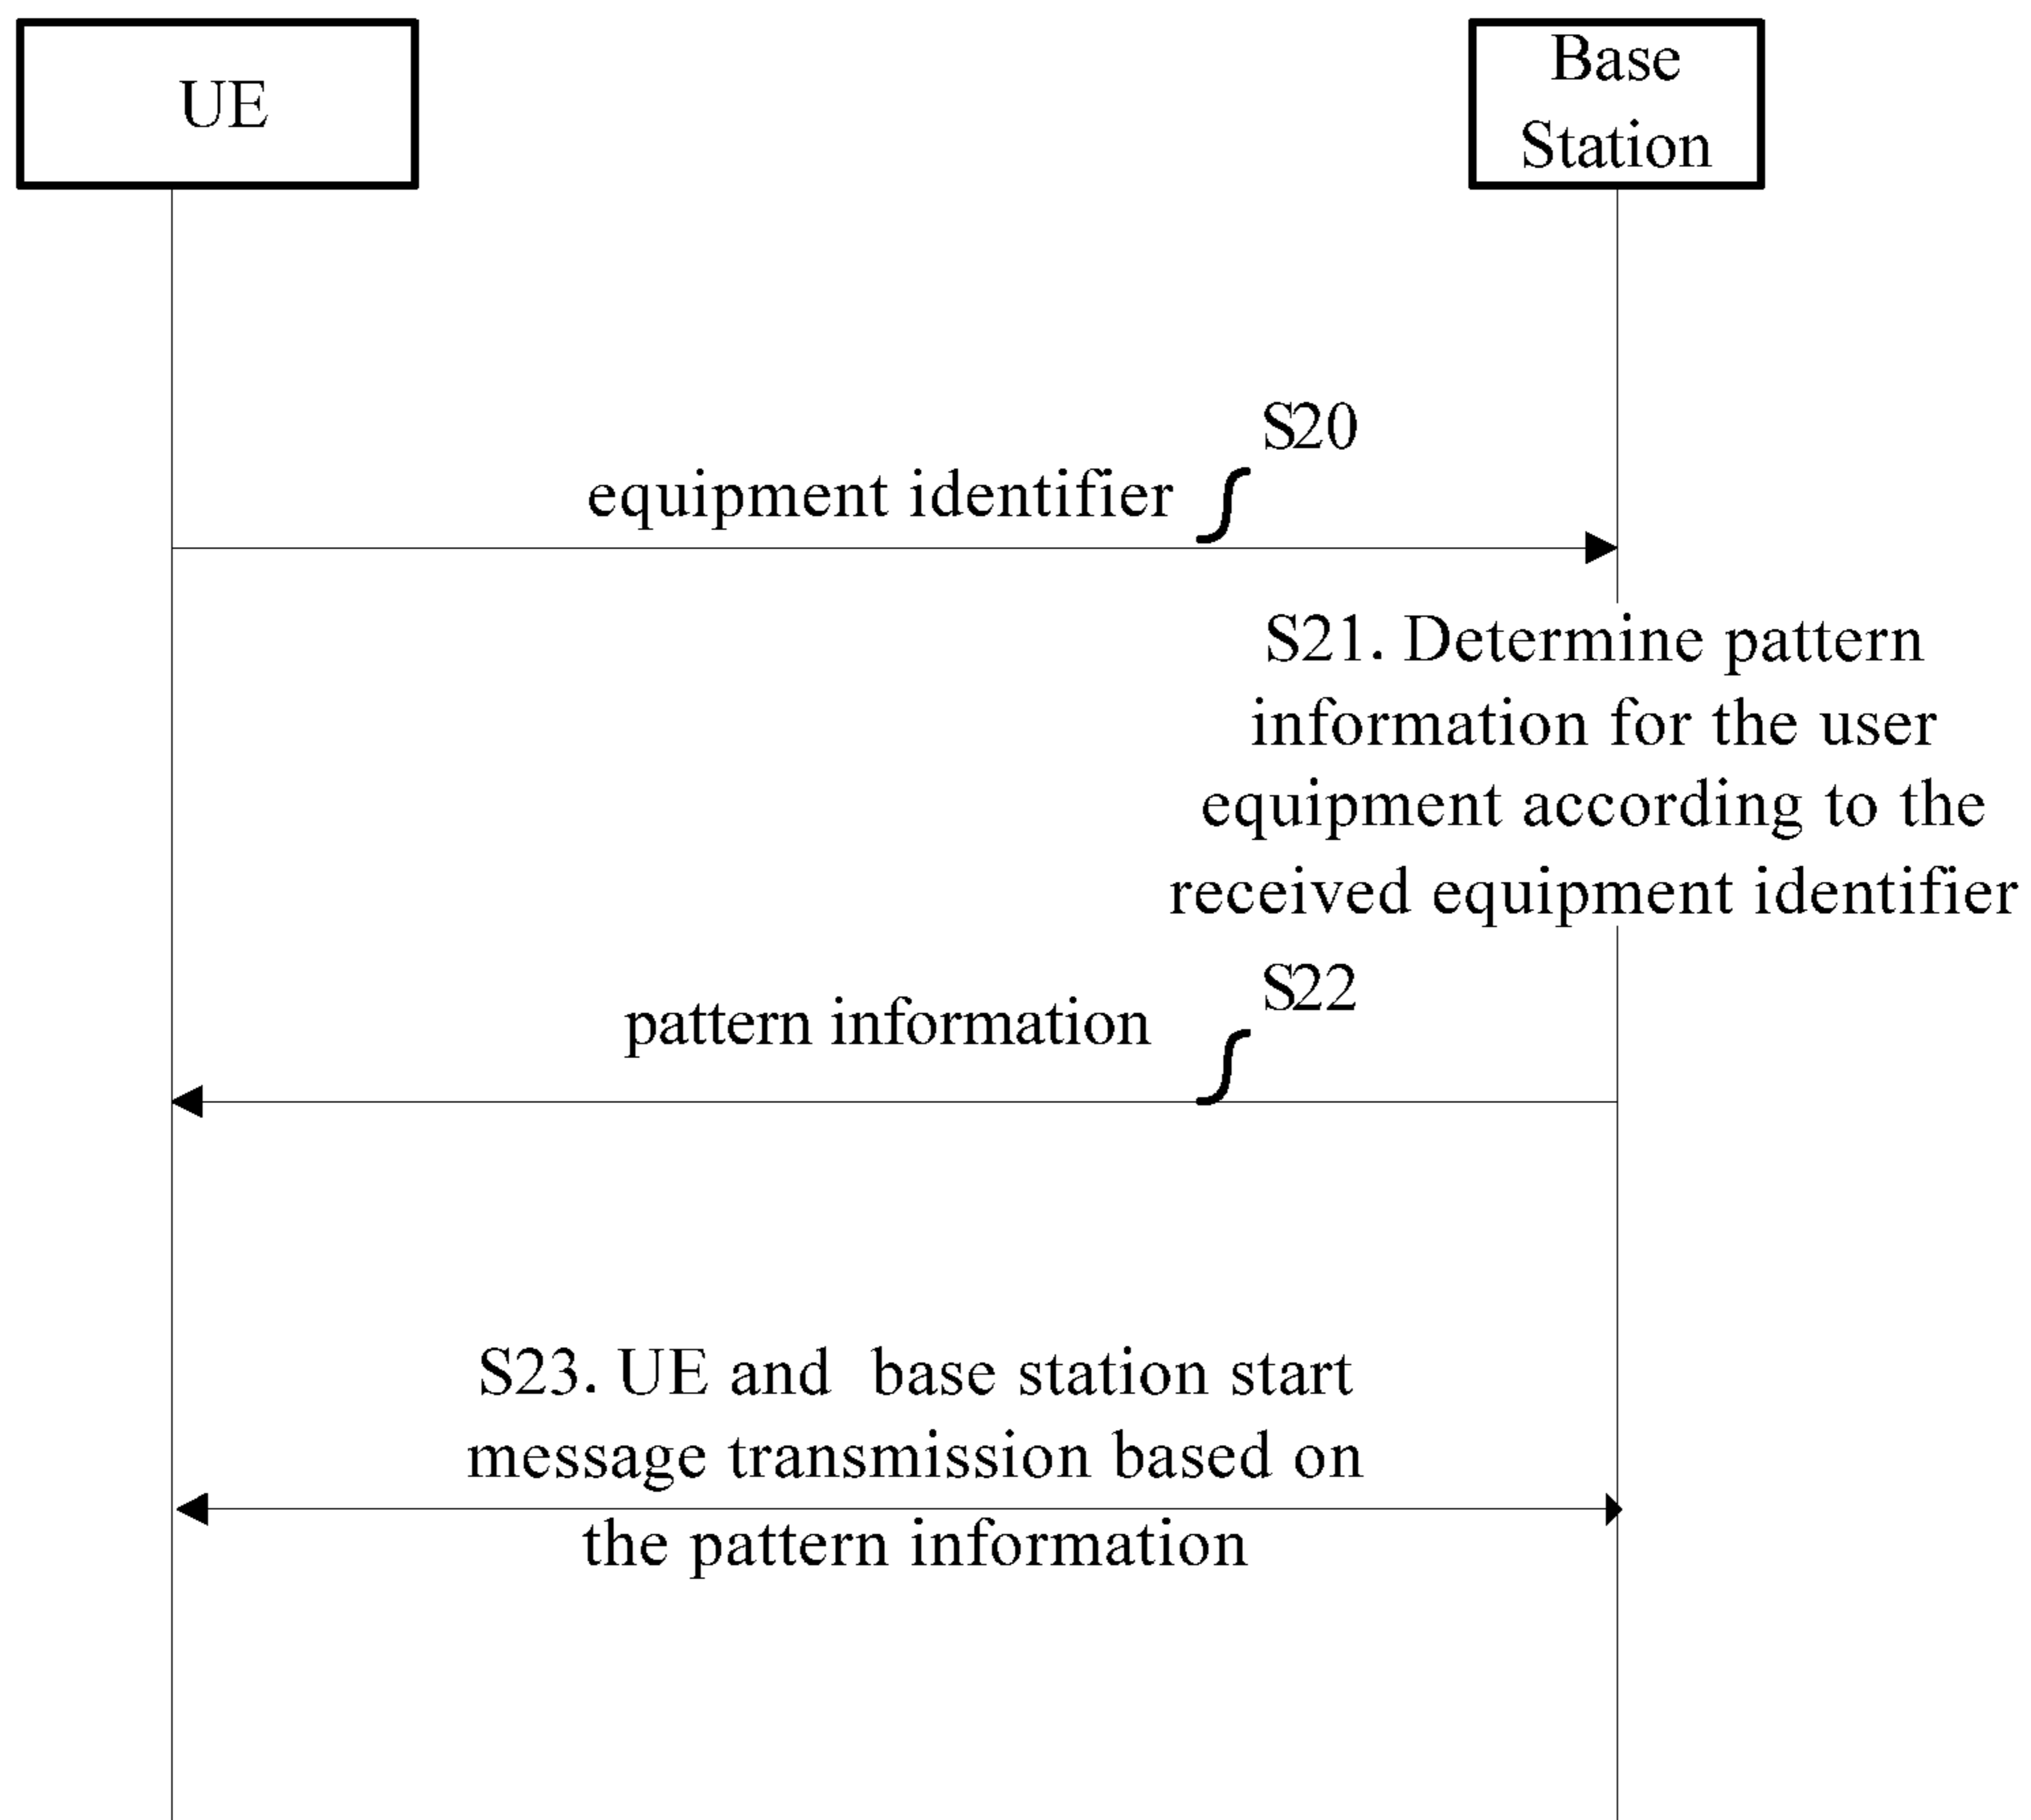 UE
Base
Station
S20
equipment identifier
S21. Determine pattern
information for the user
equipment according to the
received equipment identifier
S22
pattern information
S23. UE and base station start
message transmission based on
the pattern information